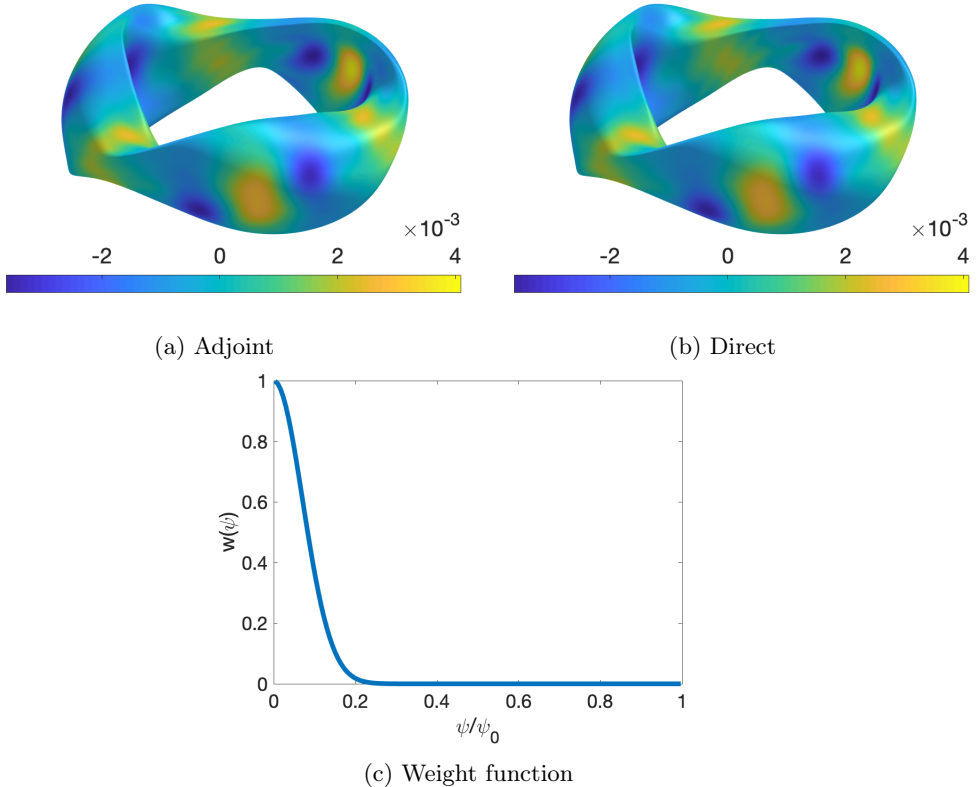 ×10⁻³ ×10⁻³
-2 0 2 4 -2 0 2 4
(a) Adjoint (b) Direct
1
0.8
0.6
w(ψ)
0.4
0.2
0
0 0.2 0.4 0.6 0.8 1
ψ/ψ₀
(c) Weight function